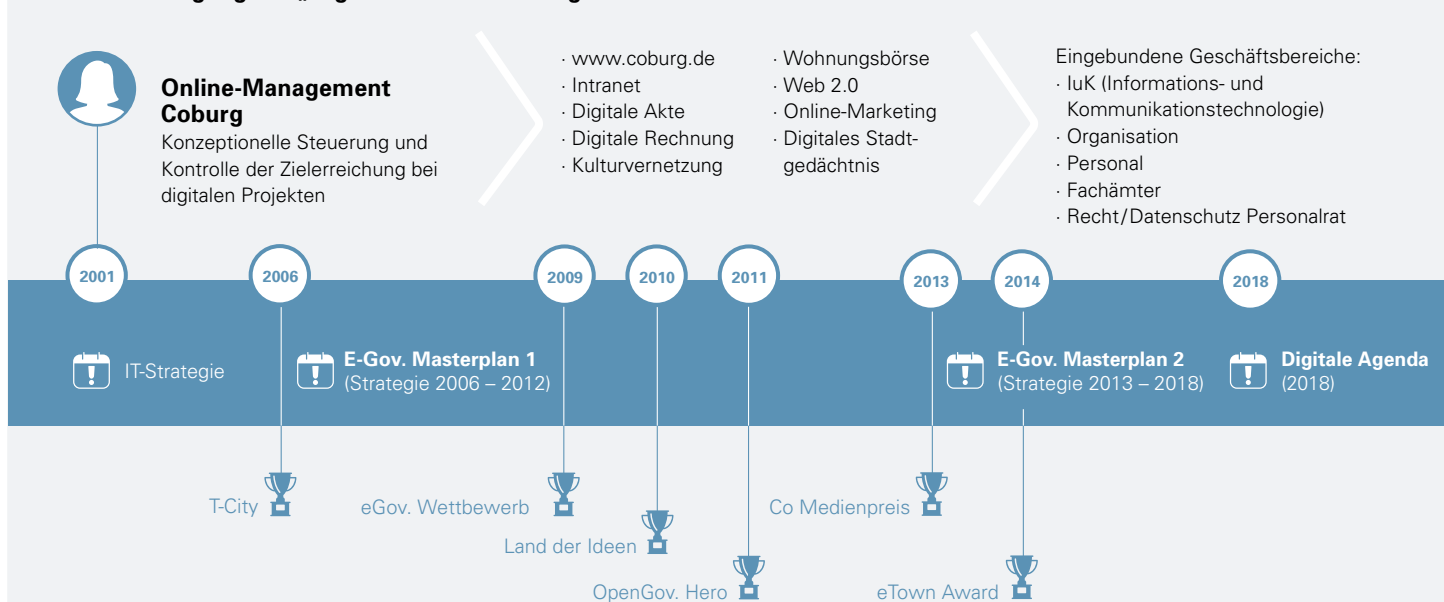 Online-Management
Coburg
Konzeptionelle Steuerung und
Kontrolle der Zielerreichung bei
digitalen Projekten
· www.coburg.de
· Intranet
· Digitale Akte
· Digitale Rechnung
· Kulturvernetzung
· Wohnungsbörse
· Web 2.0
· Online-Marketing
· Digitales Stadt-
gedächtnis
Eingebundene Geschäftsbereiche:
· IuK (Informations- und
Kommunikationstechnologie)
· Organisation
· Personal
· Fachämter
· Recht/Datenschutz Personalrat
2001
2006
2009
2010
2011
2013
2014
2018
IT-Strategie
E-Gov. Masterplan 1
(Strategie 2006 – 2012)
E-Gov. Masterplan 2
(Strategie 2013 – 2018)
Digitale Agenda
(2018)
T-City
eGov. Wettbewerb
Land der Ideen
OpenGov. Hero
Co Medienpreis
eTown Award